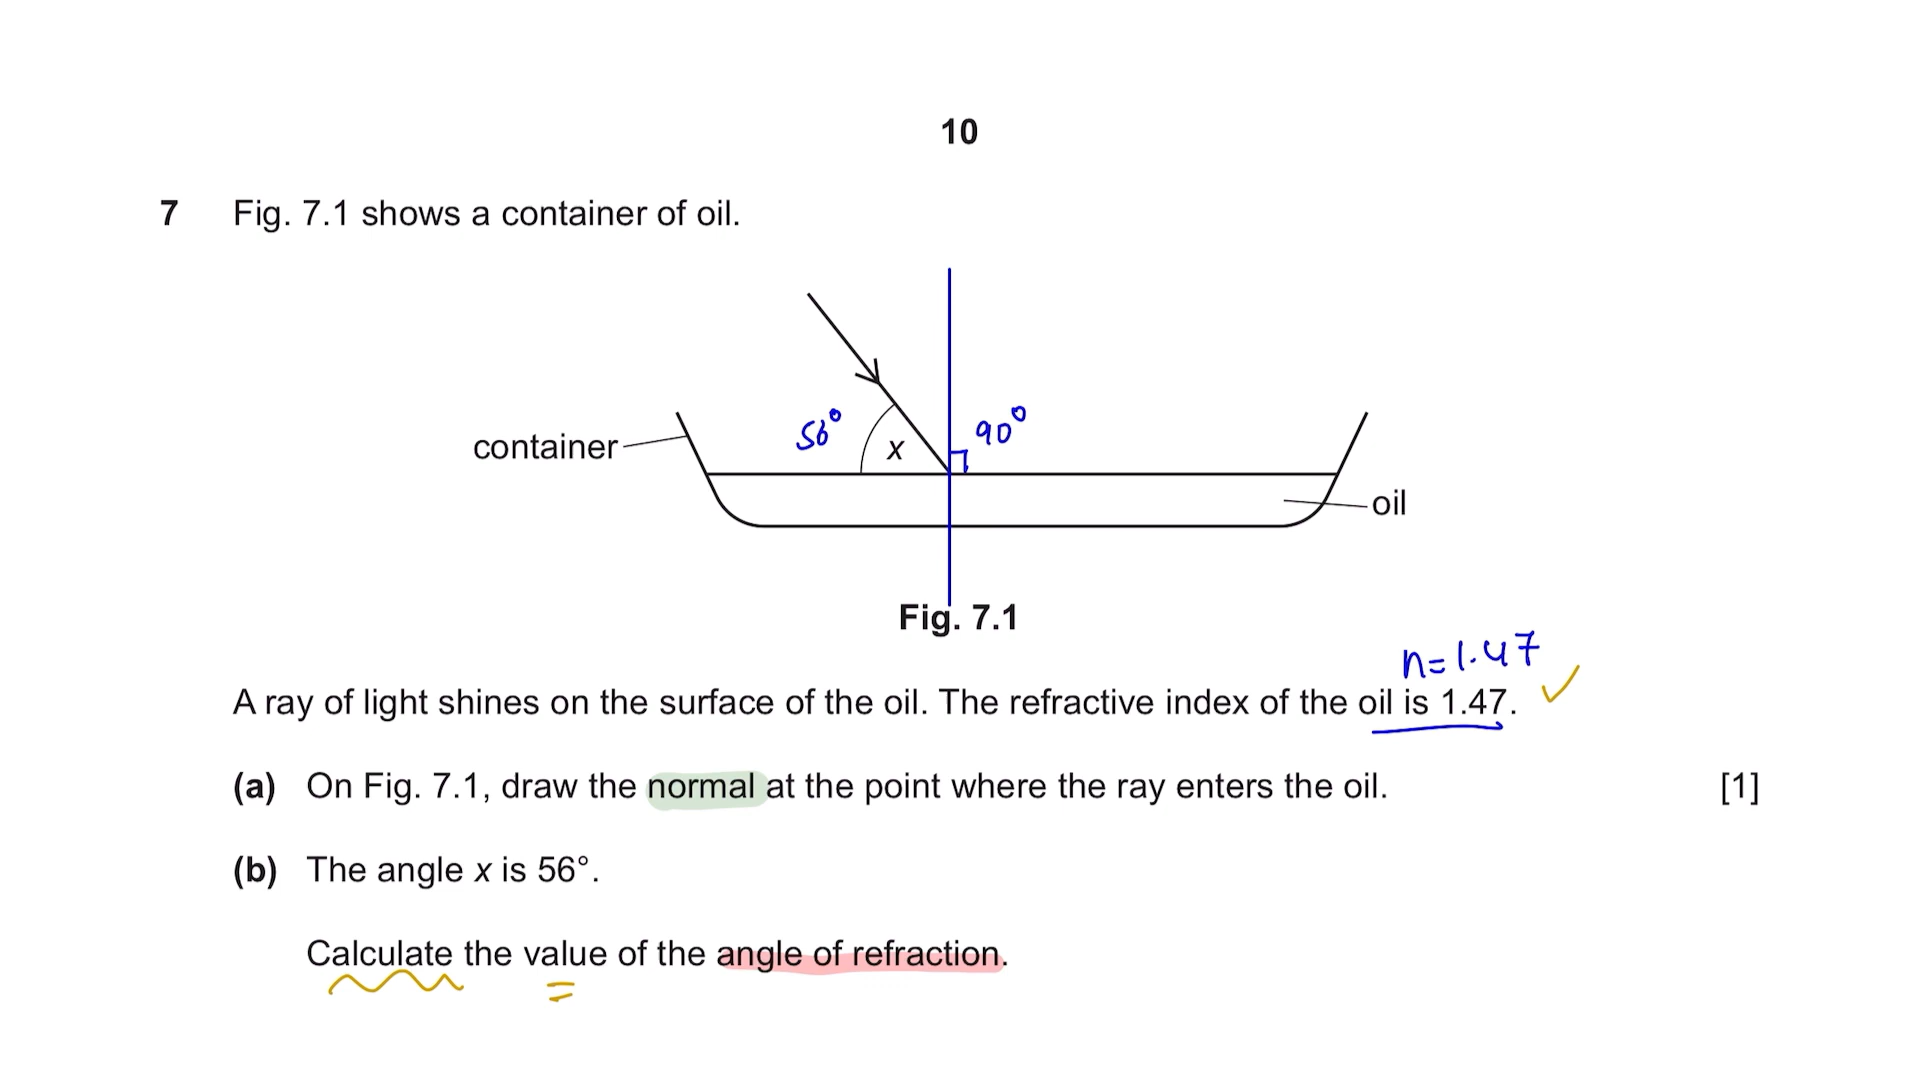 10
7 Fig. 7.1 shows a container of oil.
container
56°
x
90°
oil
Fig. 7.1
n=1.47
A ray of light shines on the surface of the oil. The refractive index of the oil is 1.47.
(a) On Fig. 7.1, draw the normal at the point where the ray enters the oil. [1]
(b) The angle x is 56°.
Calculate the value of the angle of refraction.